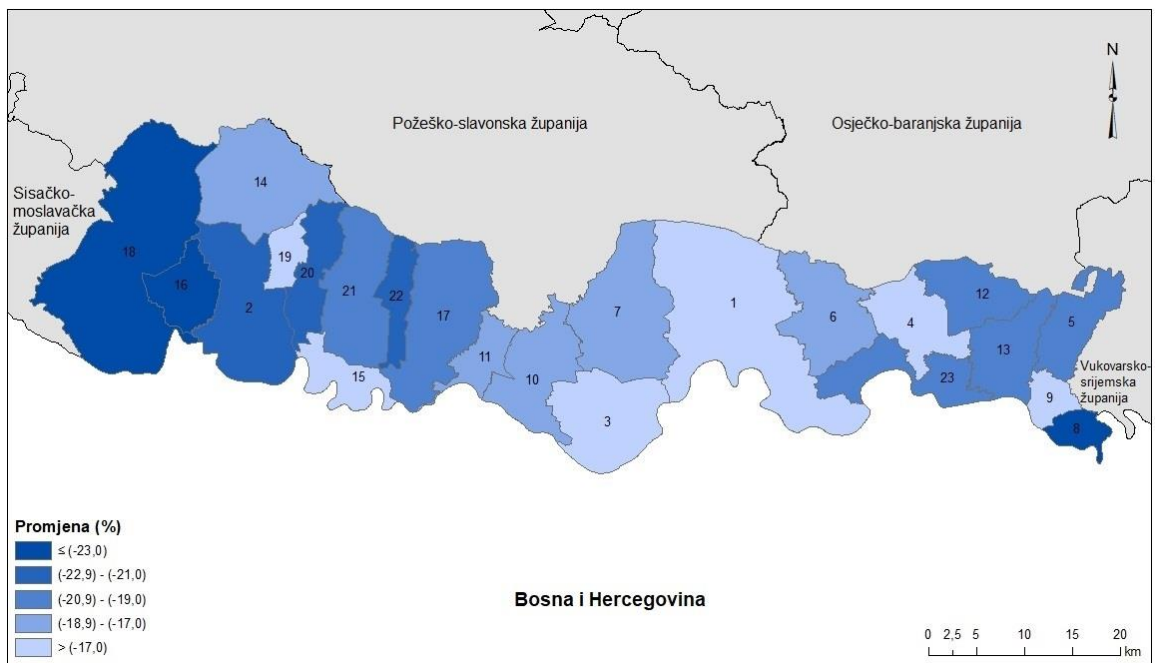 N
Požeško-slavonska županija
Osječko-baranjska županija
Sisačko-
moslavačka
županija
14
18
19
16
20
2
21
22
17
7
1
6
4
12
5
13
11
10
15
23
3
9
8
Vukovarsko-
srijemska
županija
Promjena (%)
≤ (-23,0)
(-22,9) - (-21,0)
(-20,9) - (-19,0)
(-18,9) - (-17,0)
> (-17,0)
Bosna i Hercegovina
0 2,5 5 10 15 20
km